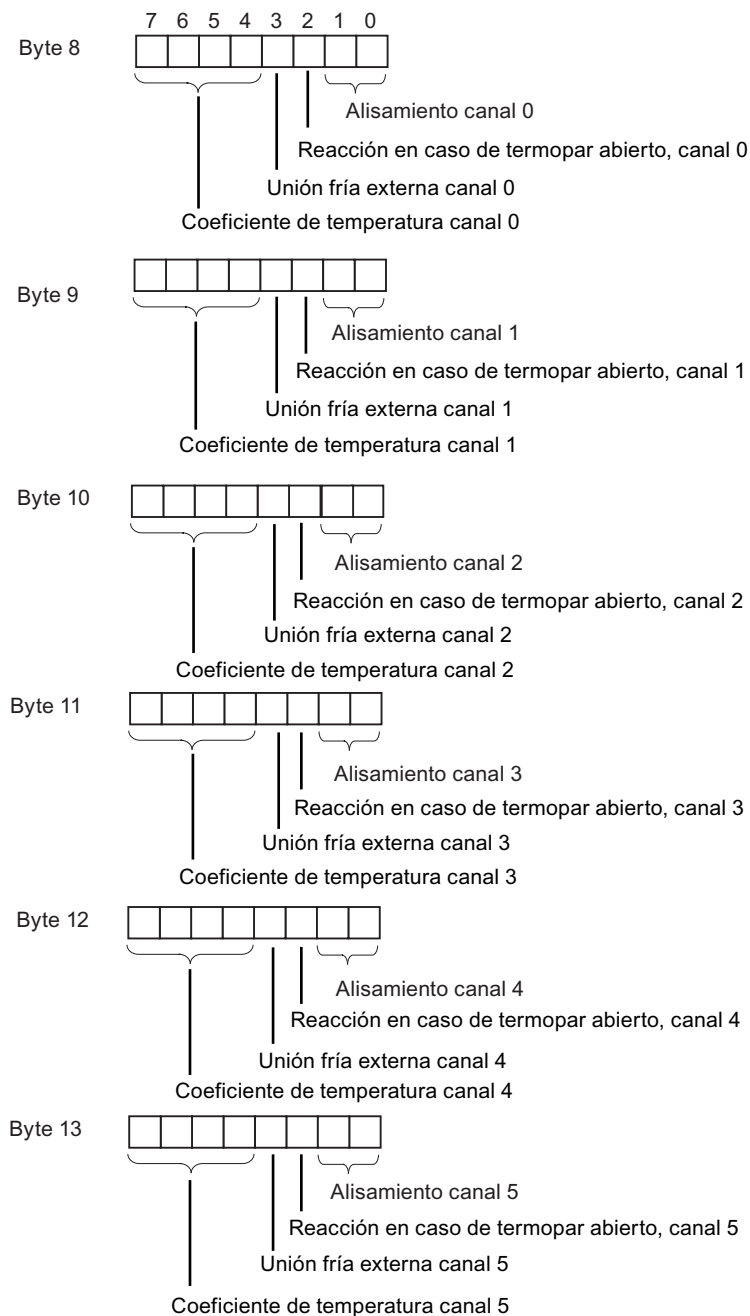 7 6 5 4 3 2 1 0
Byte 8
Alisamiento canal 0
Reacción en caso de termopar abierto, canal 0
Unión fría externa canal 0
Coeficiente de temperatura canal 0
Byte 9
Alisamiento canal 1
Reacción en caso de termopar abierto, canal 1
Unión fría externa canal 1
Coeficiente de temperatura canal 1
Byte 10
Alisamiento canal 2
Reacción en caso de termopar abierto, canal 2
Unión fría externa canal 2
Coeficiente de temperatura canal 2
Byte 11
Alisamiento canal 3
Reacción en caso de termopar abierto, canal 3
Unión fría externa canal 3
Coeficiente de temperatura canal 3
Byte 12
Alisamiento canal 4
Reacción en caso de termopar abierto, canal 4
Unión fría externa canal 4
Coeficiente de temperatura canal 4
Byte 13
Alisamiento canal 5
Reacción en caso de termopar abierto, canal 5
Unión fría externa canal 5
Coeficiente de temperatura canal 5